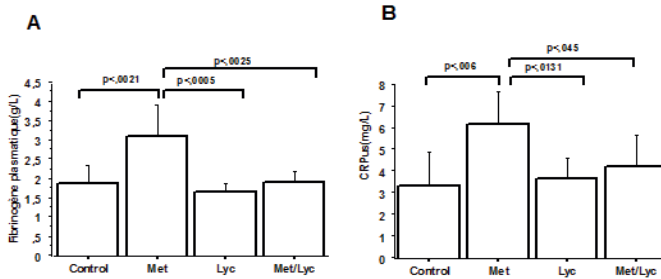 A
p<,0025
p<,0021
p<,0005
Fibrinogène plasmatique(g/L)
4,5
4
3,5
3
2,5
2
1,5
1
,5
0
Control Met Lyc Met/Lyc
B
p<,045
p<,006
p<,0131
CRPus(mg/L)
8
7
6
5
4
3
2
1
0
Control Met Lyc Met/Lyc